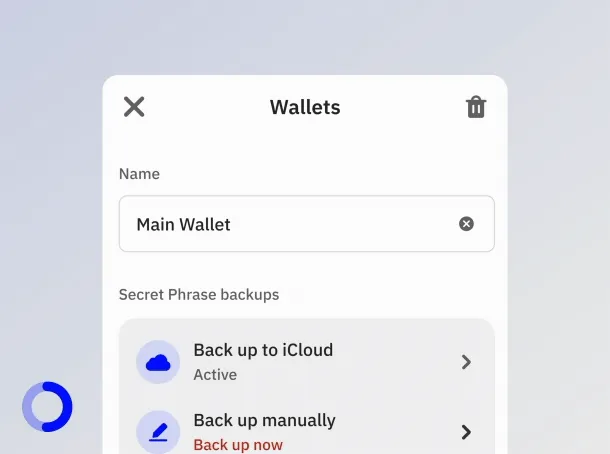 Wallets
Name
Main Wallet
Secret Phrase backups
Back up to iCloud
Active
Back up manually
Back up now